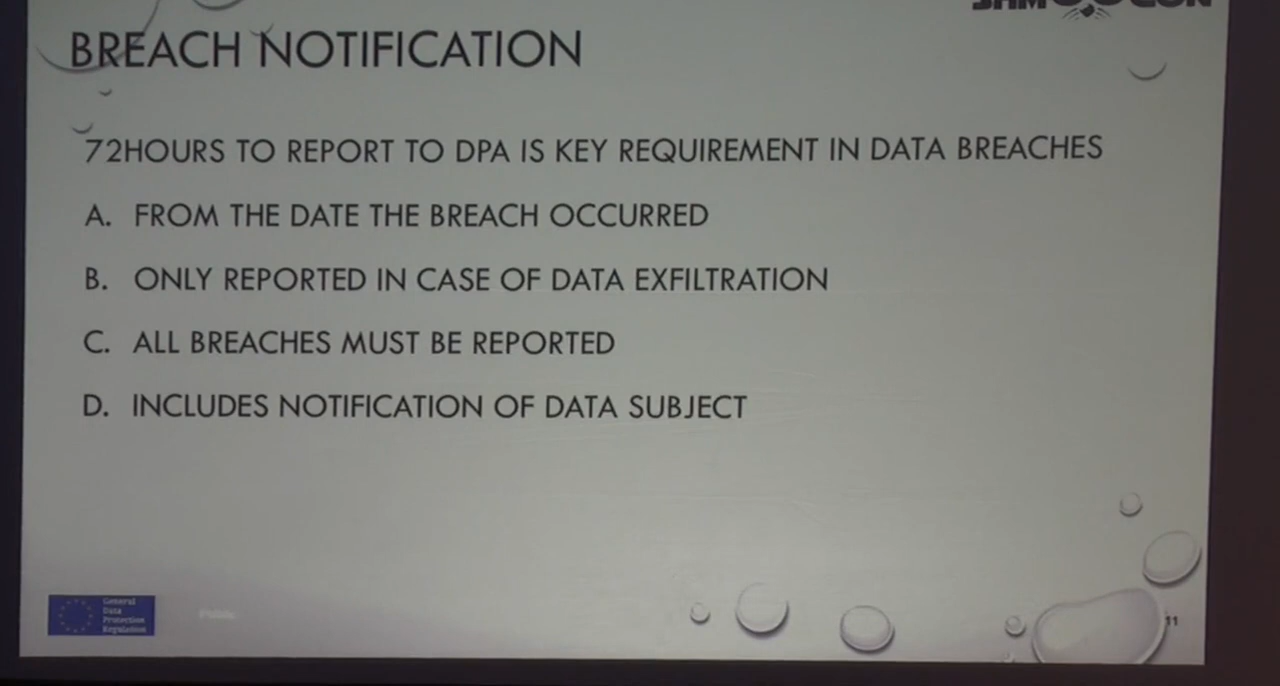 BREACH NOTIFICATION
72HOURS TO REPORT TO DPA IS KEY REQUIREMENT IN DATA BREACHES
A. FROM THE DATE THE BREACH OCCURRED
B. ONLY REPORTED IN CASE OF DATA EXFILTRATION
C. ALL BREACHES MUST BE REPORTED
D. INCLUDES NOTIFICATION OF DATA SUBJECT
General
Data
Protection
Regulation
11